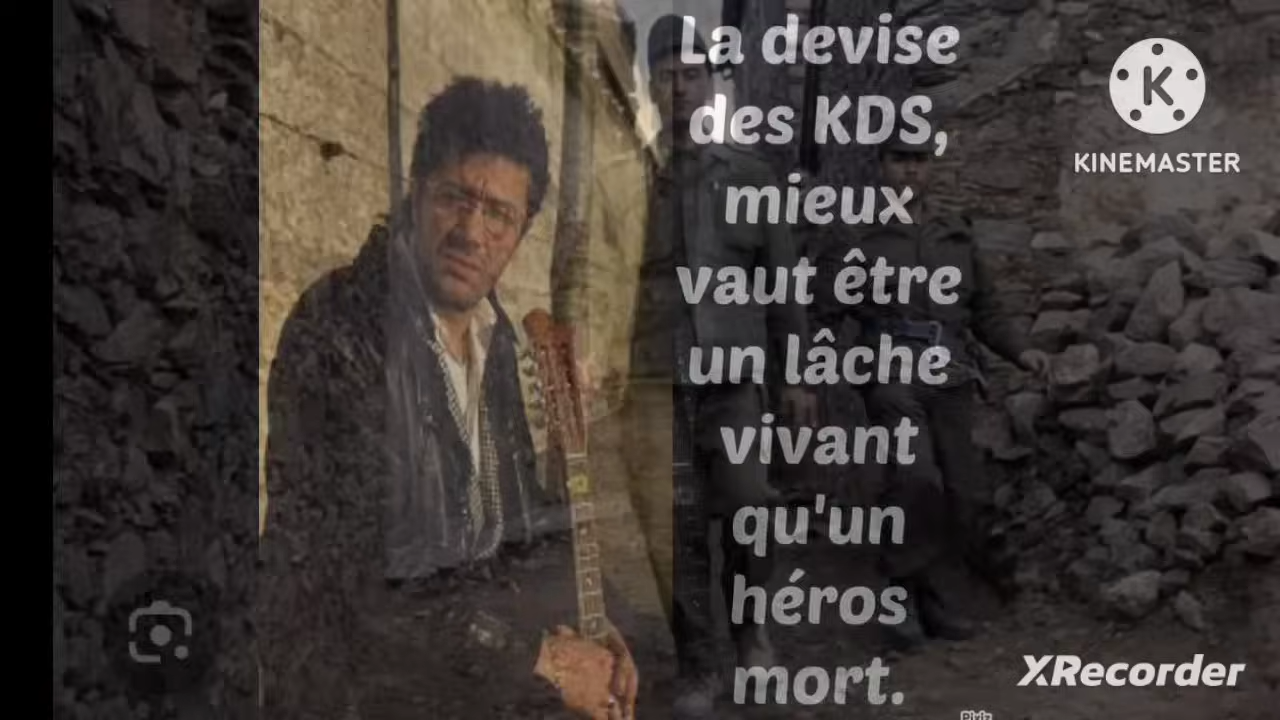 La devise
des KDS,
mieux
vaut être
un lâche
vivant
qu'un
héros
mort.
K
KINEMASTER
XRecorder